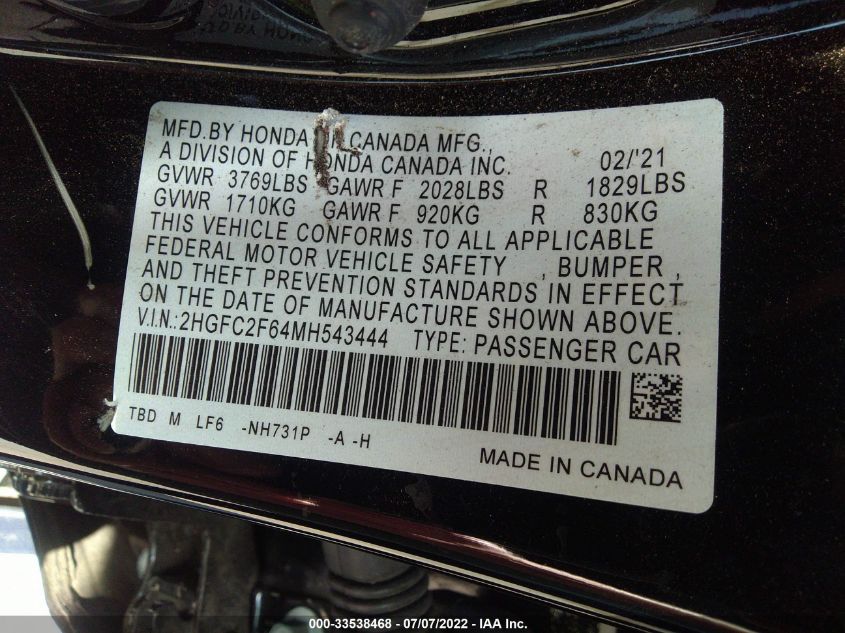 MFD.BY HONDA CANADA MFG.,
A DIVISION OF HONDA CANADA INC. 02/'21
GVWR 3769LBS GAWR F 2028LBS R 1829LBS
GVWR 1710KG GAWR F 920KG R 830KG
THIS VEHICLE CONFORMS TO ALL APPLICABLE
FEDERAL MOTOR VEHICLE SAFETY , BUMPER ,
AND THEFT PREVENTION STANDARDS IN EFFECT
ON THE DATE OF MANUFACTURE SHOWN ABOVE.
V.I.N.:2HGFC2F64MH543444 TYPE: PASSENGER CAR
TBD M LF6 -NH731P -A -H
MADE IN CANADA
000-33538468 - 07/07/2022 - IAA Inc.